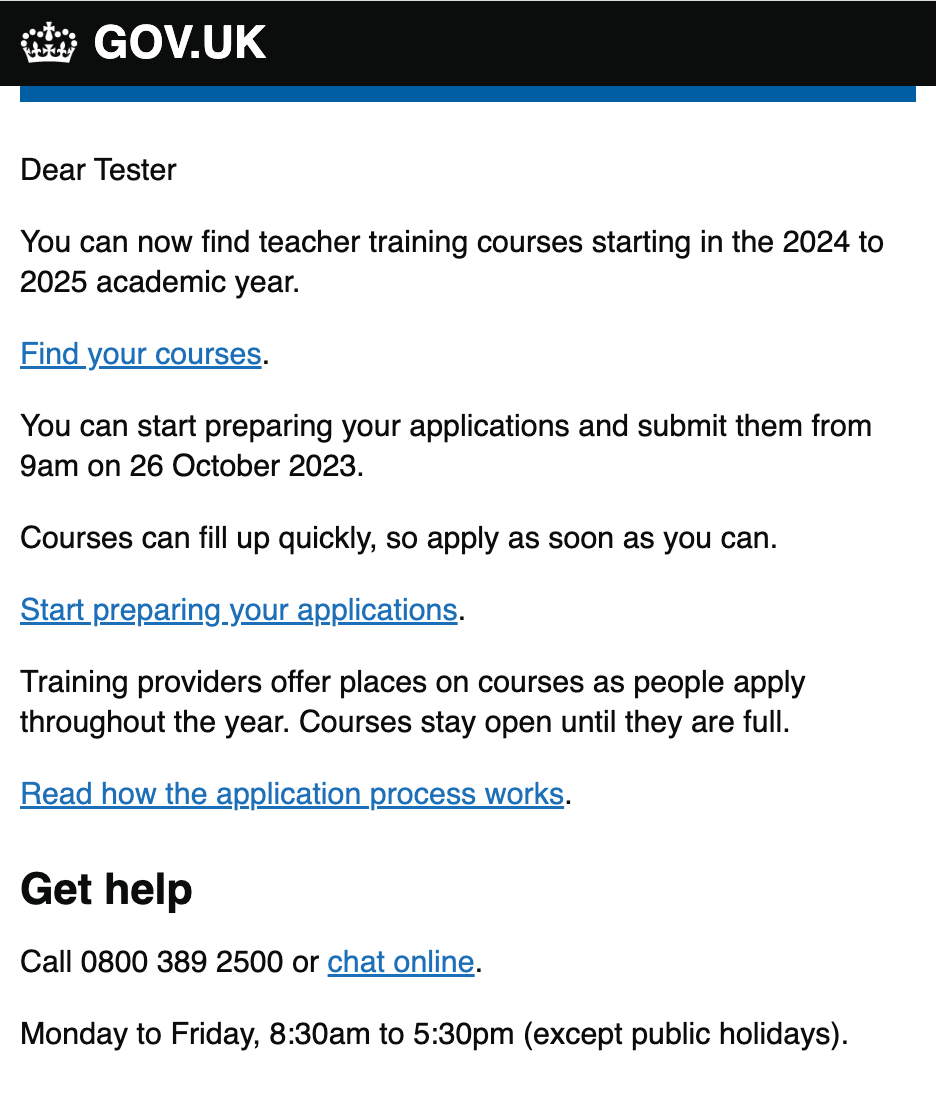 GOV.UK
Dear Tester
You can now find teacher training courses starting in the 2024 to
2025 academic year.
Find your courses.
You can start preparing your applications and submit them from
9am on 26 October 2023.
Courses can fill up quickly, so apply as soon as you can.
Start preparing your applications.
Training providers offer places on courses as people apply
throughout the year. Courses stay open until they are full.
Read how the application process works.
Get help
Call 0800 389 2500 or chat online.
Monday to Friday, 8:30am to 5:30pm (except public holidays).